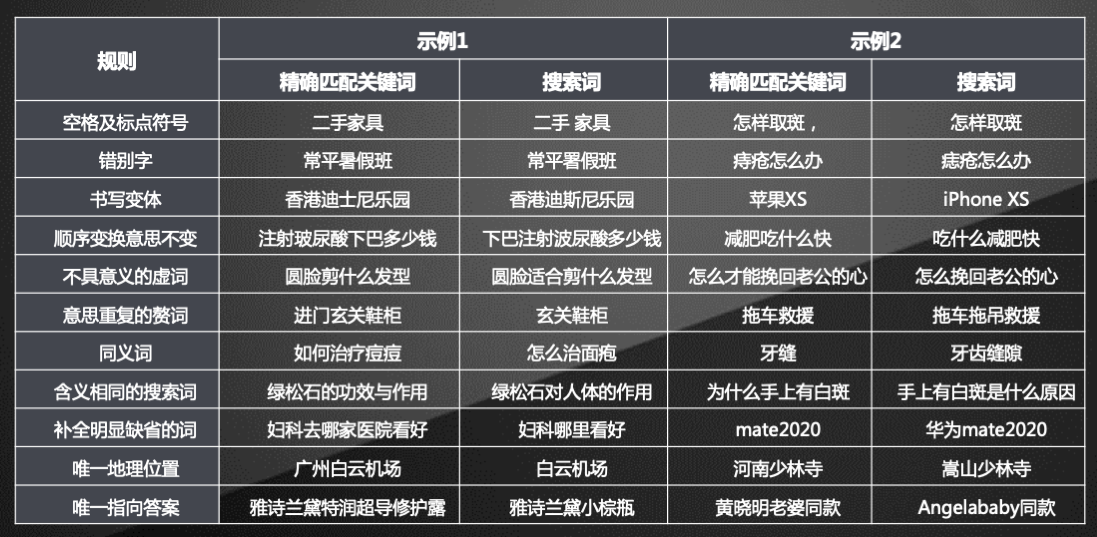 规则 示例1 示例2
精确匹配关键词 搜索词 精确匹配关键词 搜索词
空格及标点符号 二手家具 二手 家具 怎样取斑， 怎样取斑
错别字 常平暑假班 常平署假班 痔疮怎么办 痣疮怎么办
书写变体 香港迪士尼乐园 香港迪斯尼乐园 苹果XS iPhone XS
顺序变换意思不变 注射玻尿酸下巴多少钱 下巴注射波尿酸多少钱 减肥吃什么快 吃什么减肥快
不具意义的虚词 圆脸剪什么发型 圆脸适合剪什么发型 怎么才能挽回老公的心 怎么挽回老公的心
意思重复的赘词 进门玄关鞋柜 玄关鞋柜 拖车救援 拖车拖吊救援
同义词 如何治疗痘痘 怎么治面疱 牙缝 牙齿缝隙
含义相同的搜索词 绿松石的功效与作用 绿松石对人体的作用 为什么手上有白斑 手上有白斑是什么原因
补全明显缺省的词 妇科去哪家医院看好 妇科哪里看好 mate2020 华为mate2020
唯一地理位置 广州白云机场 白云机场 河南少林寺 嵩山少林寺
唯一指向答案 雅诗兰黛特润超导修护露 雅诗兰黛小棕瓶 黄晓明老婆同款 Angelababy同款